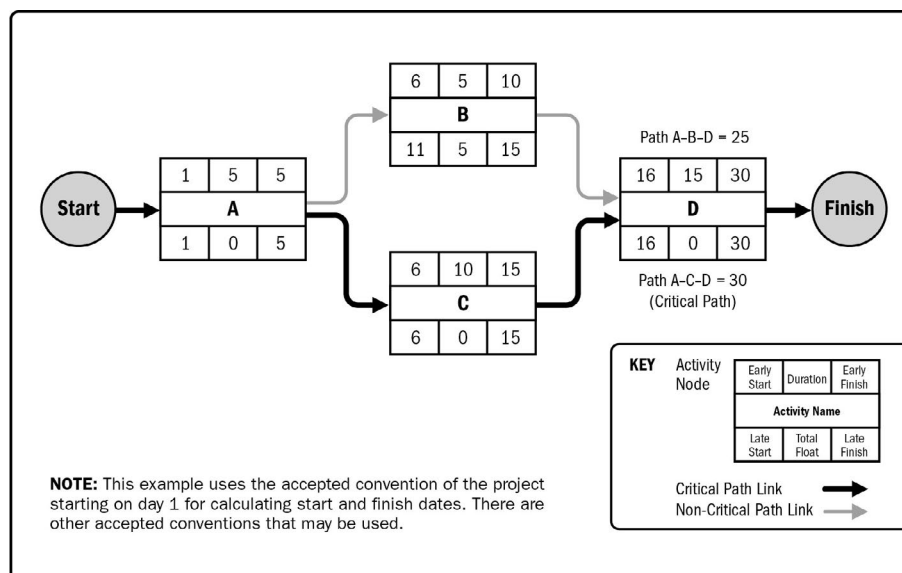 6 5 10
B
11 5 15
Path A–B–D = 25
Start
1 5 5
A
1 0 5
16 15 30
D
16 0 30
Finish
6 10 15
C
6 0 15
Path A–C–D = 30
(Critical Path)
KEY Activity
Node
Early
Start
Duration
Early
Finish
Activity Name
Late
Start
Total
Float
Late
Finish
Critical Path Link
Non-Critical Path Link
NOTE: This example uses the accepted convention of the project
starting on day 1 for calculating start and finish dates. There are
other accepted conventions that may be used.